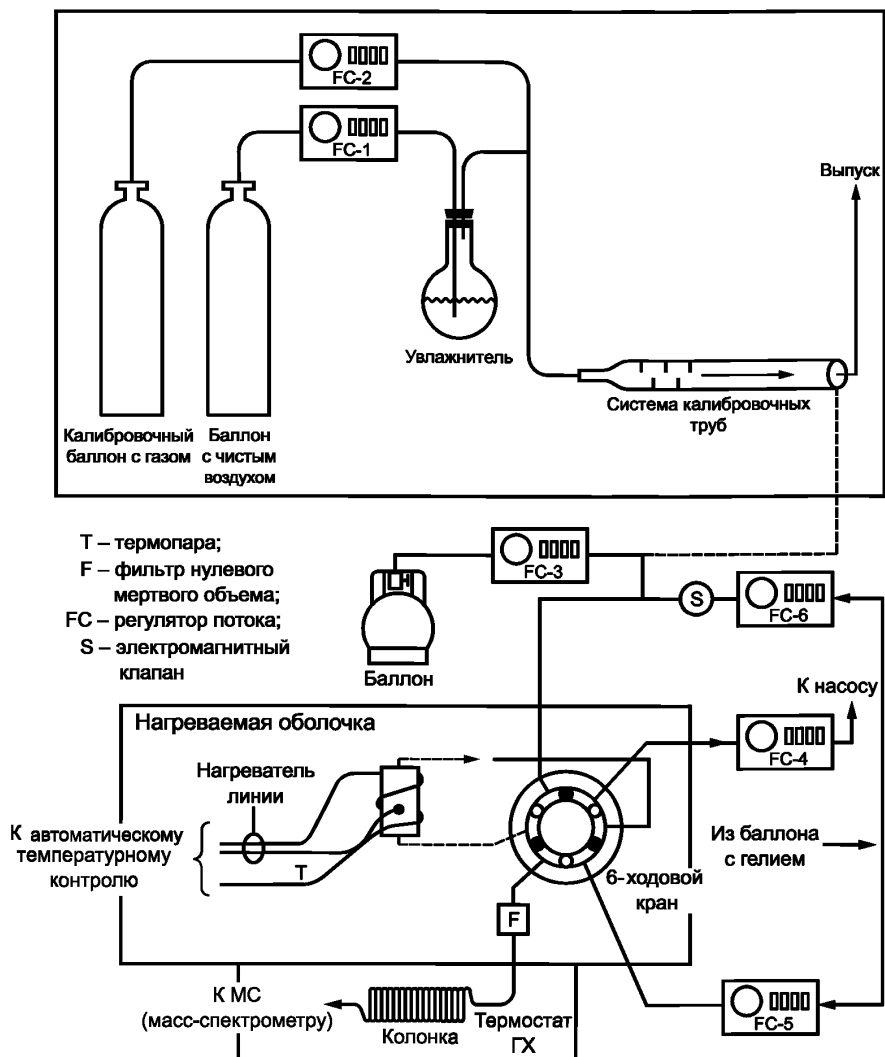 FC-2
FC-1
Выпуск
Увлажнитель
Система калибровочных
труб
Калибровочный
баллон с газом
Баллон
с чистым
воздухом
T – термопара;
F – фильтр нулевого
мертвого объема;
FC – регулятор потока;
S – электромагнитный
клапан
FC-3
S
FC-6
Баллон
К насосу
FC-4
Нагреваемая оболочка
Нагреватель
линии
К автоматическому
температурному
контролю
T
Из баллона
с гелием
6-ходовой
кран
F
FC-5
К МС
(масс-спектрометру)
Колонка
Термостат
ГХ